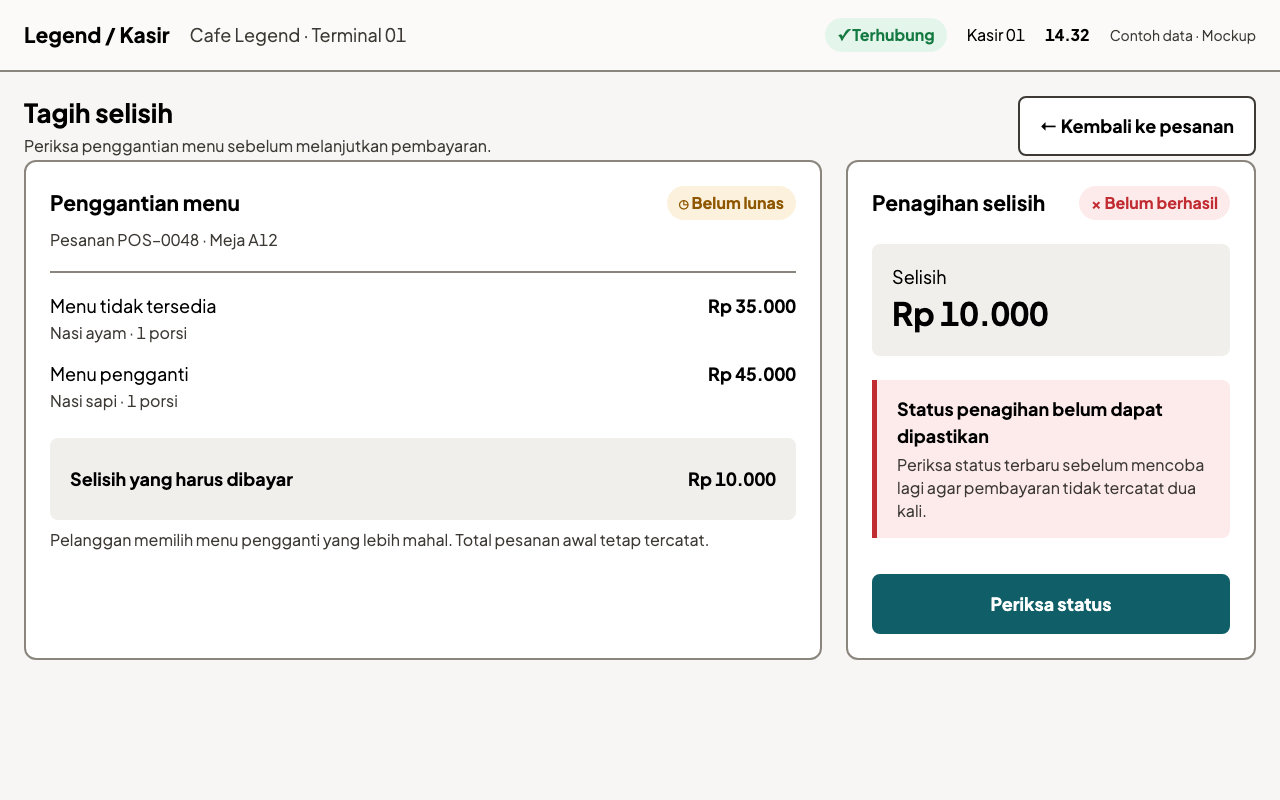 Legend / Kasir
Cafe Legend · Terminal 01
✓Terhubung
Kasir 01
14.32
Contoh data · Mockup
Tagih selisih
Periksa penggantian menu sebelum melanjutkan pembayaran.
← Kembali ke pesanan
Penggantian menu
◷ Belum lunas
Pesanan POS-0048 · Meja A12
Menu tidak tersedia
Rp 35.000
Nasi ayam · 1 porsi
Menu pengganti
Rp 45.000
Nasi sapi · 1 porsi
Selisih yang harus dibayar
Rp 10.000
Pelanggan memilih menu pengganti yang lebih mahal. Total pesanan awal tetap tercatat.
Penagihan selisih
× Belum berhasil
Selisih
Rp 10.000
Status penagihan belum dapat
dipastikan
Periksa status terbaru sebelum mencoba
lagi agar pembayaran tidak tercatat dua
kali.
Periksa status